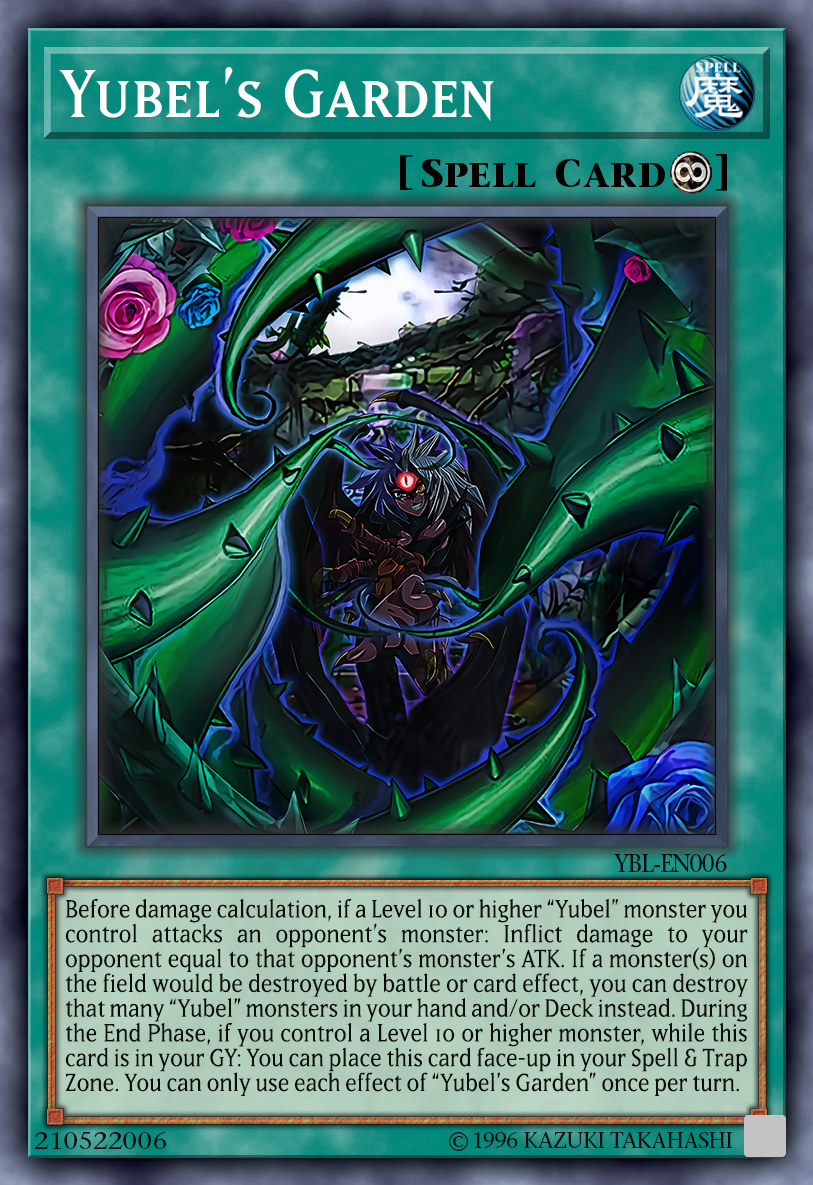 Yubel's Garden
SPELL
魔
[Spell Card]
YBL-EN006
Before damage calculation, if a Level 10 or higher “Yubel” monster you
control attacks an opponent’s monster: Inflict damage to your
opponent equal to that opponent’s monster’s ATK. If a monster(s) on
the field would be destroyed by battle or card effect, you can destroy
that many “Yubel” monsters in your hand and/or Deck instead. During
the End Phase, if you control a Level 10 or higher monster, while this
card is in your GY: You can place this card face-up in your Spell & Trap
Zone. You can only use each effect of “Yubel’s Garden” once per turn.
210522006
© 1996 KAZUKI TAKAHASHI